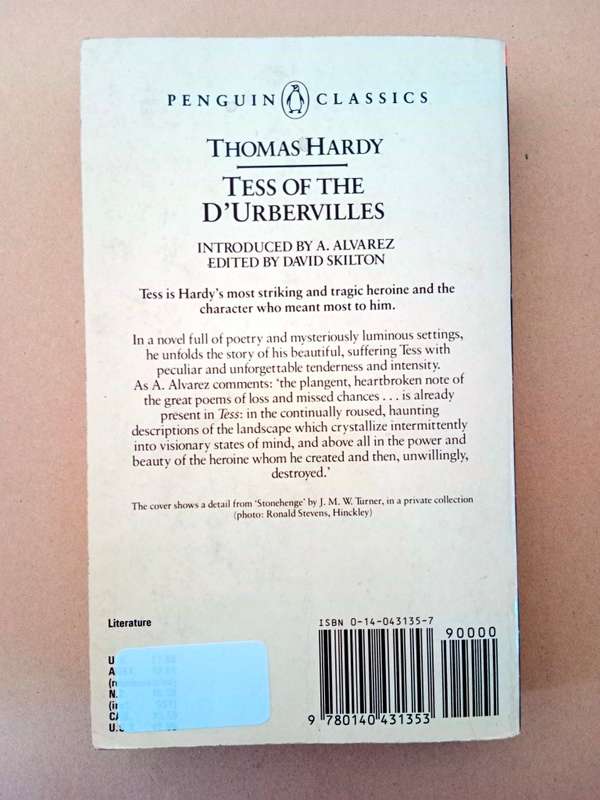 PENGUIN CLASSICS
THOMAS HARDY
TESS OF THE
D'URBERVILLES
INTRODUCED BY A. ALVAREZ
EDITED BY DAVID SKILTON
Tess is Hardy's most striking and tragic heroine and the
character who meant most to him.
In a novel full of poetry and mysteriously luminous settings,
he unfolds the story of his beautiful, suffering Tess with
peculiar and unforgettable tenderness and intensity.
As A. Alvarez comments: 'the plangent, heartbroken note of
the great poems of loss and missed chances . . . is already
present in Tess: in the continually roused, haunting
descriptions of the landscape which crystallize intermittently
into visionary states of mind, and above all in the power and
beauty of the heroine whom he created and then, unwillingly,
destroyed.'
The cover shows a detail from 'Stonehenge' by J. M. W. Turner, in a private collection
(photo: Ronald Stevens, Hinckley)
Literature
ISBN 0-14-043135-7
90000
9 780140 431353